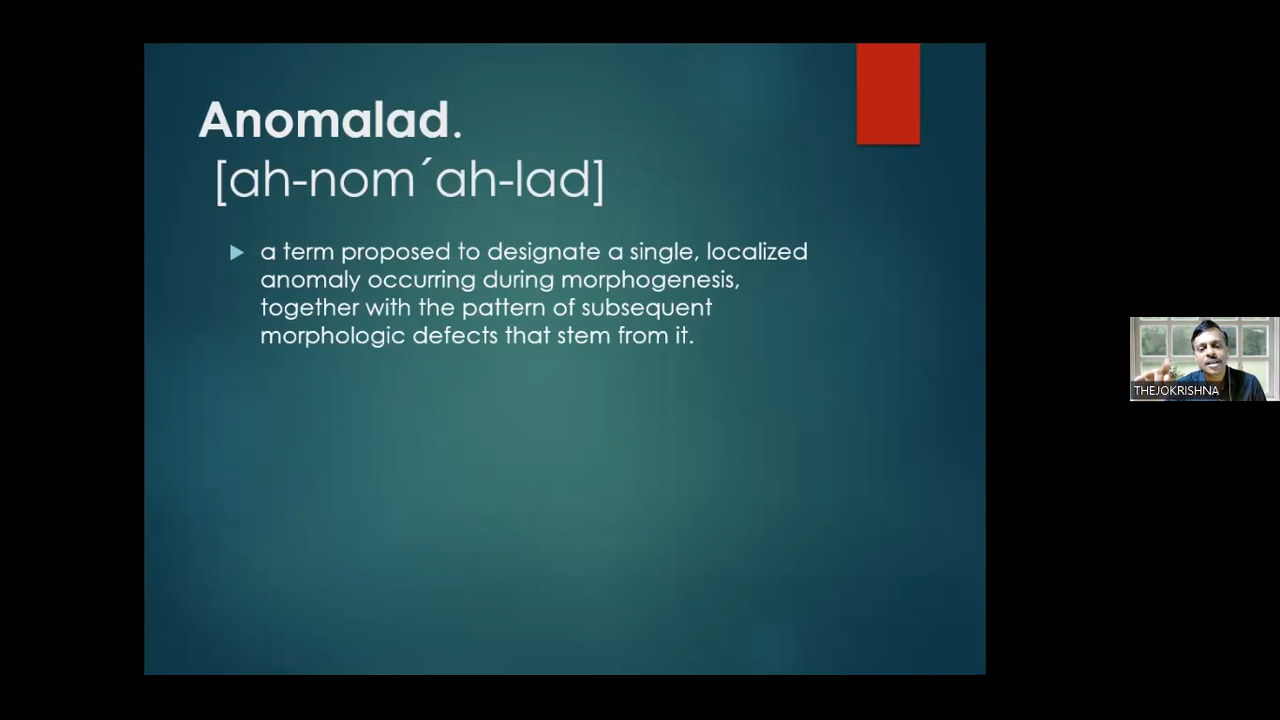 Anomalad.
[ah-nom´ah-lad]
a term proposed to designate a single, localized
anomaly occurring during morphogenesis,
together with the pattern of subsequent
morphologic defects that stem from it.
THEJOKRISHNA